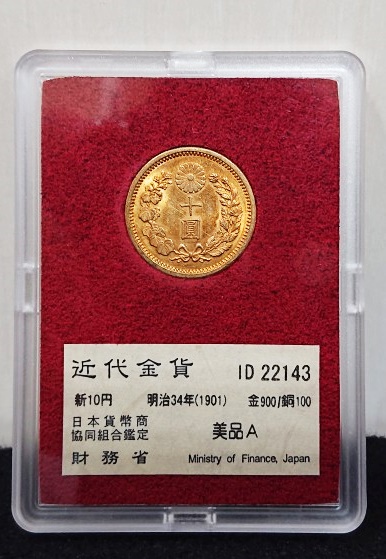 十
圓
近代金貨 ID 22143
新10円 明治34年(1901) 金900/銅100
日本貨幣商
協同組合鑑定 美品A
財務省 Ministry of Finance, Japan